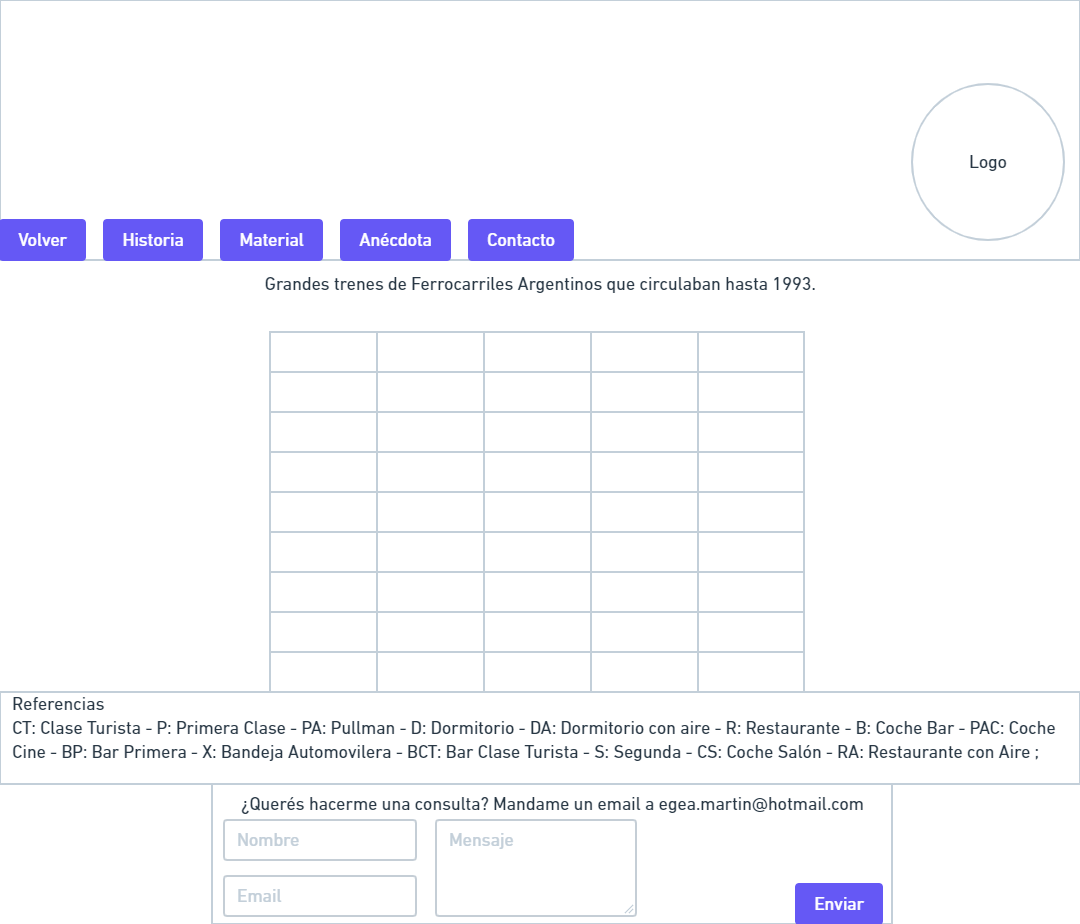 Logo
Volver
Historia
Material
Anécdota
Contacto
Grandes trenes de Ferrocarriles Argentinos que circulaban hasta 1993.
Referencias
CT: Clase Turista - P: Primera Clase - PA: Pullman - D: Dormitorio - DA: Dormitorio con aire - R: Restaurante - B: Coche Bar - PAC: Coche
Cine - BP: Bar Primera - X: Bandeja Automovilera - BCT: Bar Clase Turista - S: Segunda - CS: Coche Salón - RA: Restaurante con Aire ;
¿Querés hacerme una consulta? Mandame un email a egea.martin@hotmail.com
Nombre
Mensaje
Email
Enviar